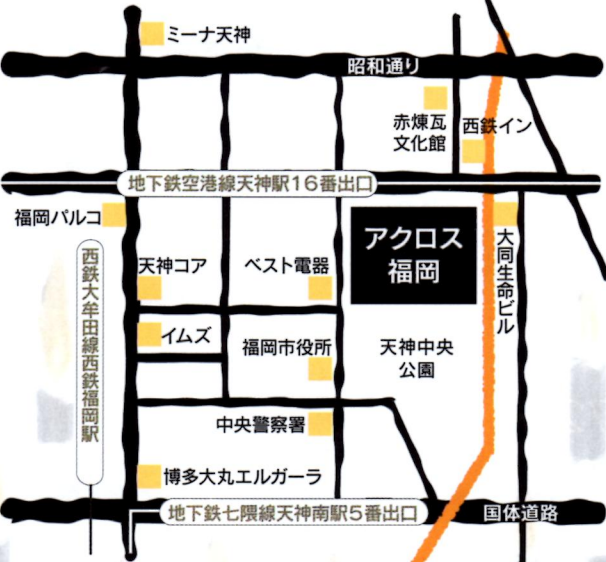 ミーナ天神
昭和通り
赤煉瓦
文化館
西鉄イン
地下鉄空港線天神駅16番出口
福岡パルコ
アクロス
福岡
大同生命ビル
西鉄大牟田線西鉄福岡駅
天神コア
ベスト電器
イムズ
福岡市役所
天神中央
公園
中央警察署
博多大丸エルガーラ
地下鉄七隈線天神南駅5番出口
国体道路